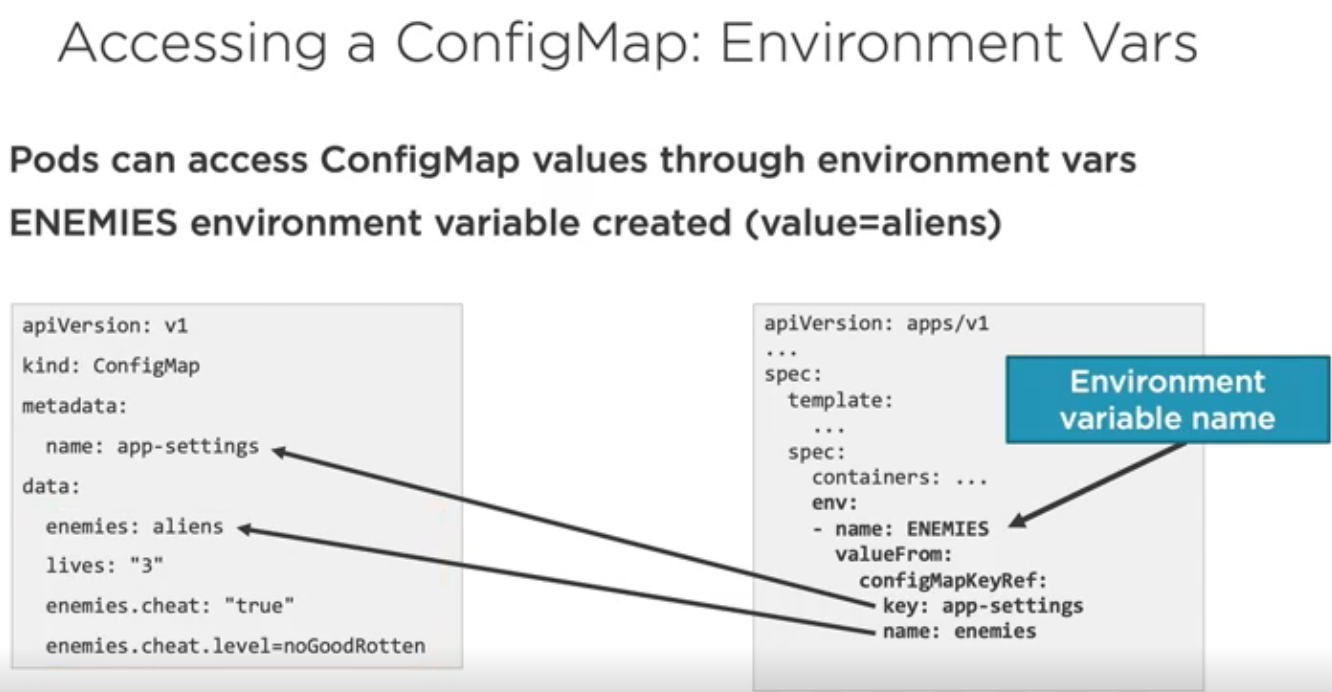 Accessing a ConfigMap: Environment Vars
Pods can access ConfigMap values through environment vars
ENEMIES environment variable created (value=aliens)
apiVersion: v1
kind: ConfigMap
metadata:
  name: app-settings
data:
  enemies: aliens
  lives: "3"
  enemies.cheat: "true"
  enemies.cheat.level=noGoodRotten
apiVersion: apps/v1
...
spec:
  template:
    ...
  spec:
    containers: ...
    env:
    - name: ENEMIES
      valueFrom:
        configMapKeyRef:
          key: app-settings
          name: enemies
Environment
variable name